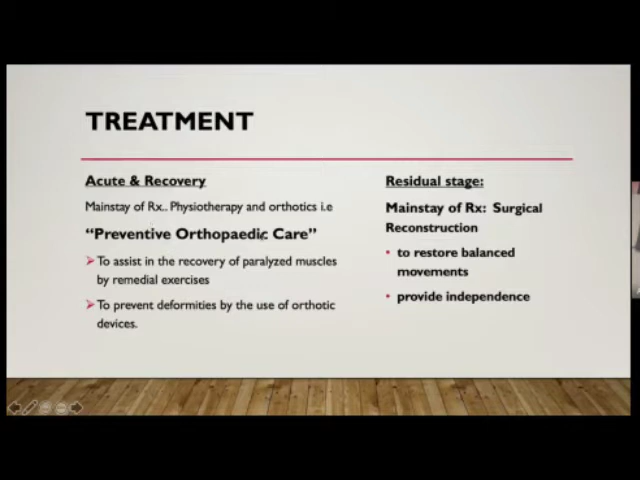 TREATMENT
Acute & Recovery
Mainstay of Rx.. Physiotherapy and orthotics i.e
“Preventive Orthopaedic Care”
To assist in the recovery of paralyzed muscles
by remedial exercises
To prevent deformities by the use of orthotic
devices.
Residual stage:
Mainstay of Rx: Surgical
Reconstruction
• to restore balanced
movements
• provide independence